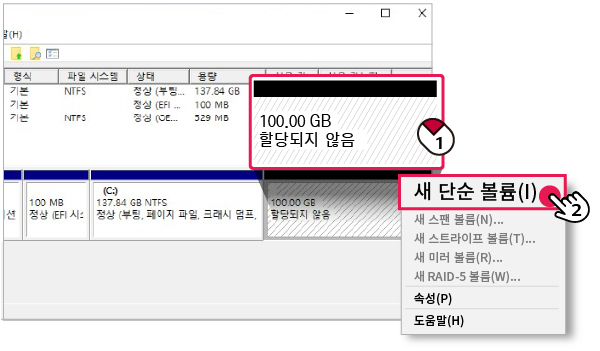 말(H)
형식 파일 시스템 상태 용량
기본 NTFS 정상 (부팅,... 137.84 GB
기본 정상 (EFI ... 100 MB
기본 NTFS 정상 (OE... 529 MB
100.00 GB
할당되지 않음
1
션
100 MB
정상 (EFI 시스
(C:)
137.84 GB NTFS
정상 (부팅, 페이지 파일, 크래시 덤프,
100.00 GB
할당되지 않음
새 단순 볼륨(I)
2
새 스팬 볼륨(N)...
새 스트라이프 볼륨(T)...
새 미러 볼륨(R)...
새 RAID-5 볼륨(W)...
속성(P)
도움말(H)